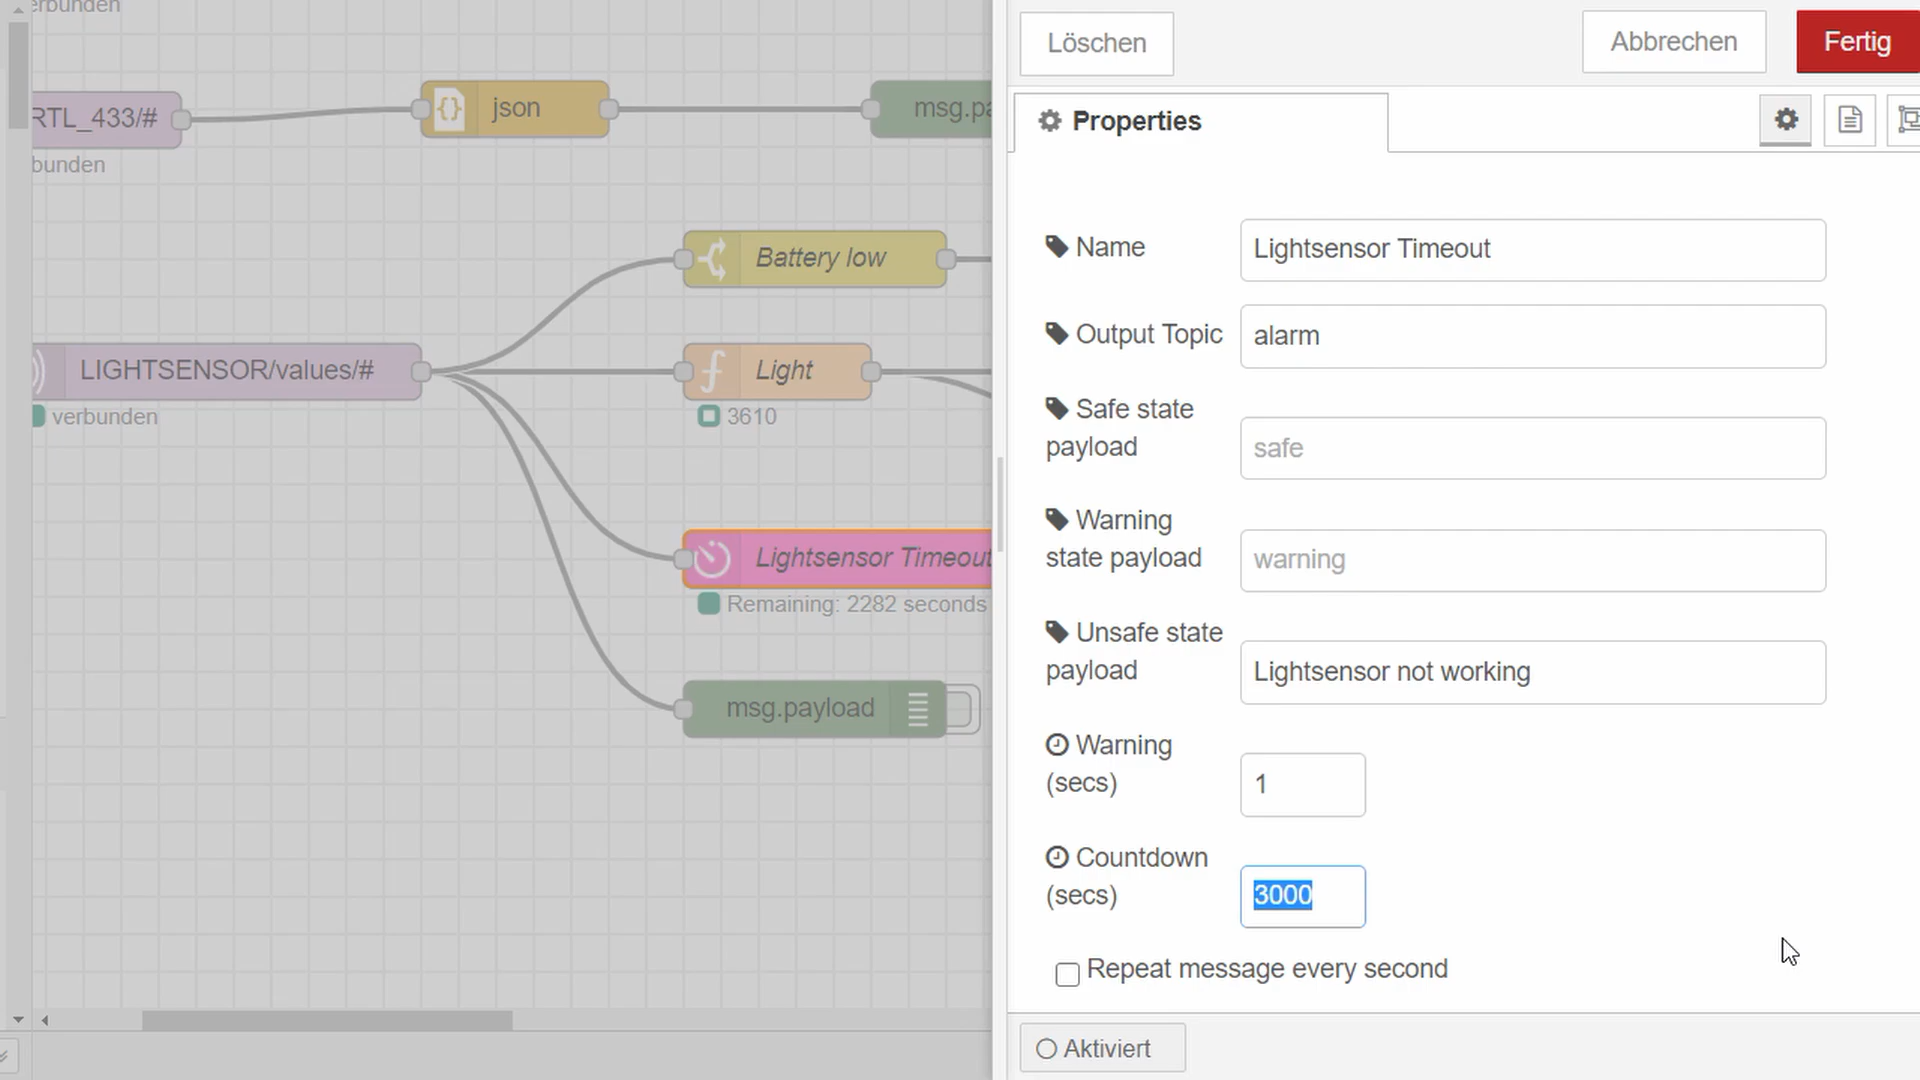 erbunden
RTL_433/#
bunden
json
msg.pa
Battery low
LIGHTSENSOR/values/#
verbunden
Light
3610
Lightsensor Timeout
Remaining: 2282 seconds
msg.payload
Löschen
Abbrechen
Fertig
Properties
Name
Lightsensor Timeout
Output Topic
alarm
Safe state
payload
safe
Warning
state payload
warning
Unsafe state
payload
Lightsensor not working
Warning
(secs)
1
Countdown
(secs)
3000
Repeat message every second
Aktiviert